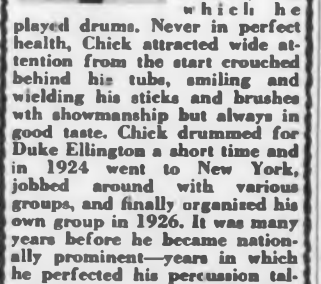 which he
played drums. Never in perfect
health, Chick attracted wide at-
tention from the start crouched
behind his tubs, smiling and
wielding his sticks and brushes
wth showmanship but always in
good taste. Chick drummed for
Duke Ellington a short time and
in 1924 went to New York,
jobbed around with various
groups, and finally organized his
own group in 1926. It was many
years before he became nation-
ally prominent—years in which
he perfected his percussion tal-